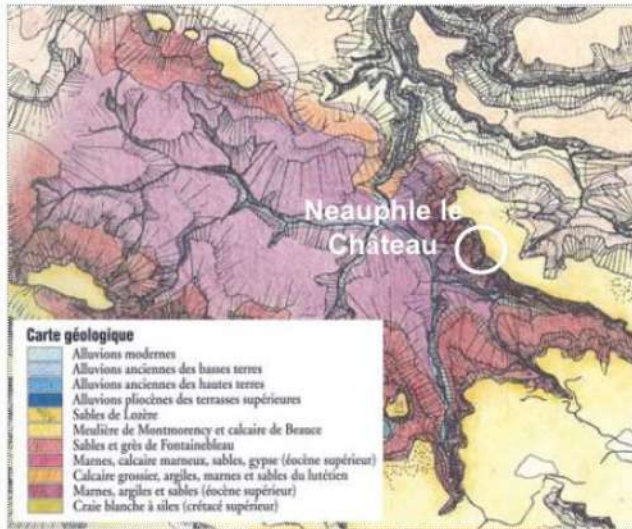 Neauphle le
Château
Carte géologique
Alluvions modernes
Alluvions anciennes des basses terres
Alluvions anciennes des hautes terres
Alluvions pliocènes des terrasses supérieures
Sables de Lozère
Meulière de Montmorency et calcaire de Beauce
Sables et grès de Fontainebleau
Marnes, calcaire marneux, sables, gypse (éocène supérieur)
Calcaire grossier, argiles, marnes et sables du lutétien
Marnes, argiles et sables (éocène supérieur)
Craie blanche à silex (crétacé supérieur)